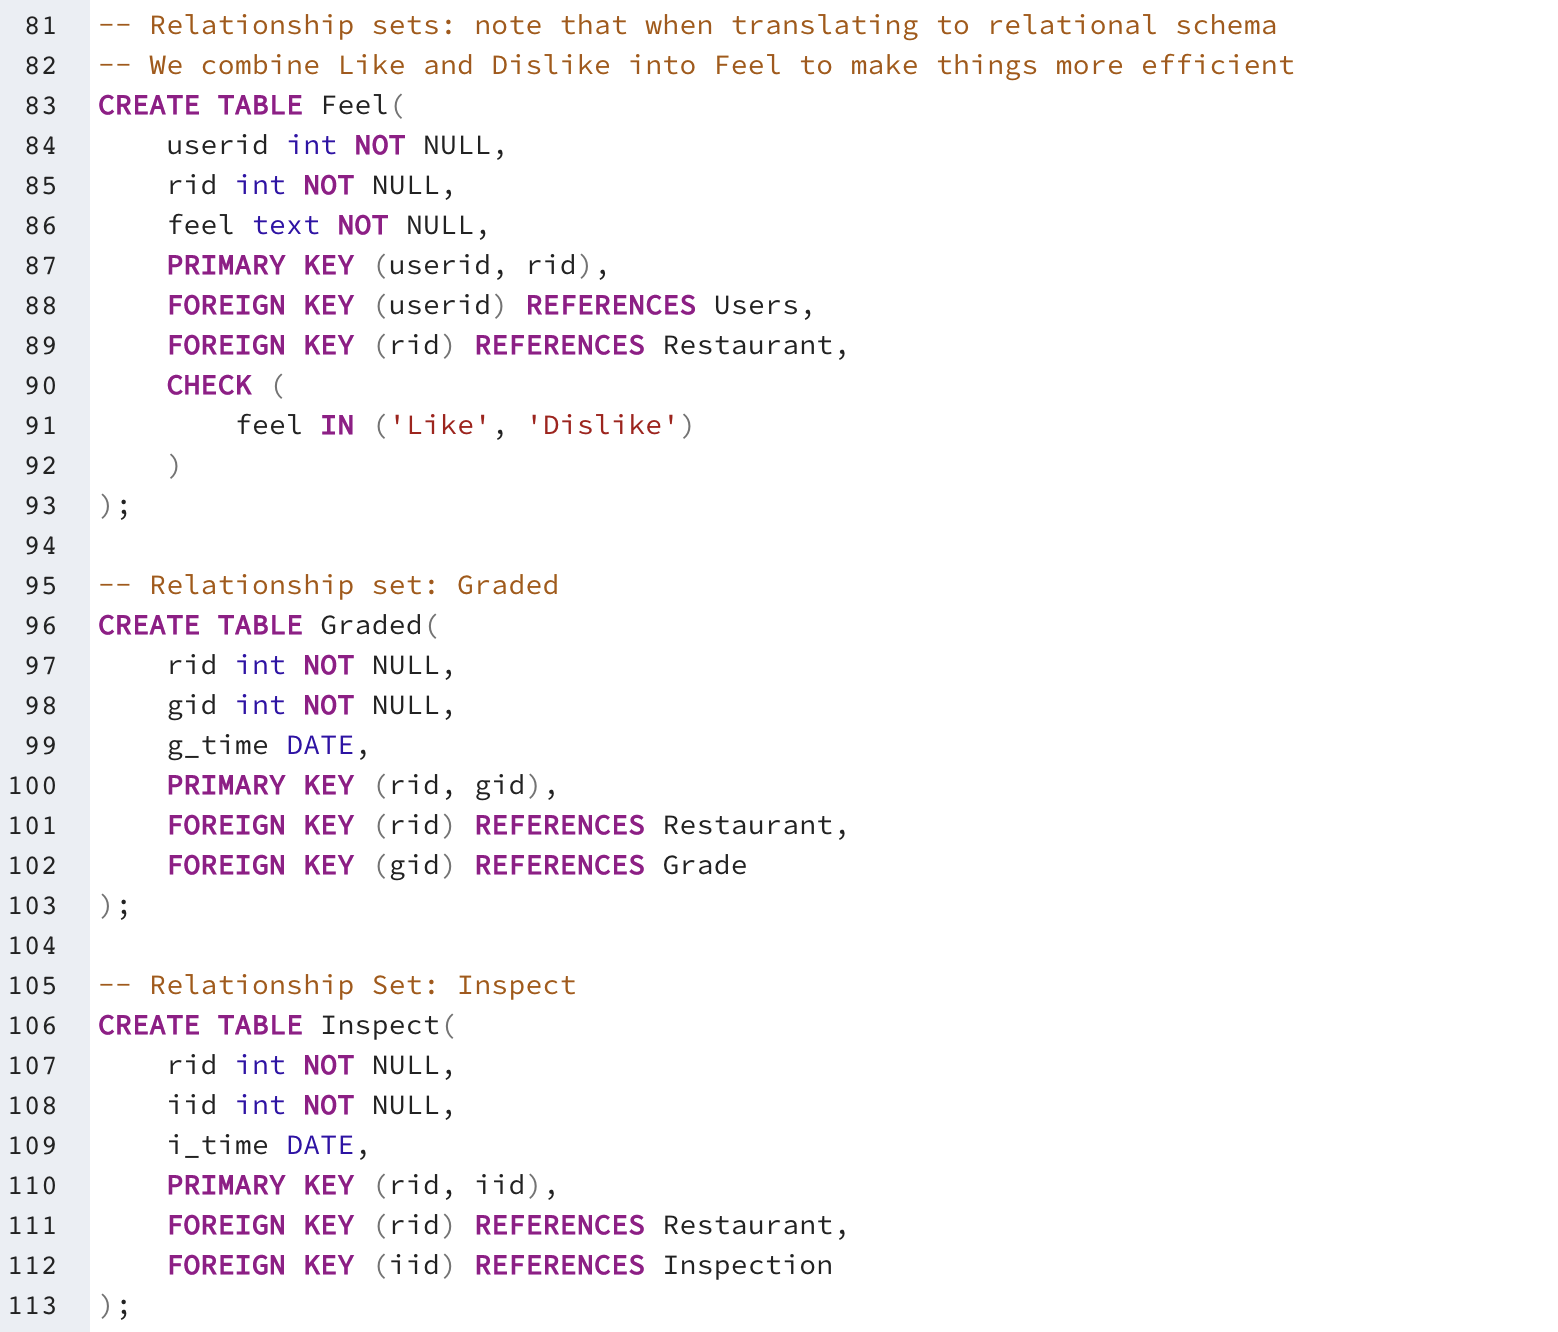 81 -- Relationship sets: note that when translating to relational schema
82 -- We combine Like and Dislike into Feel to make things more efficient
83 CREATE TABLE Feel(
84     userid int NOT NULL,
85     rid int NOT NULL,
86     feel text NOT NULL,
87     PRIMARY KEY (userid, rid),
88     FOREIGN KEY (userid) REFERENCES Users,
89     FOREIGN KEY (rid) REFERENCES Restaurant,
90     CHECK (
91         feel IN ('Like', 'Dislike')
92     )
93 );
94
95 -- Relationship set: Graded
96 CREATE TABLE Graded(
97     rid int NOT NULL,
98     gid int NOT NULL,
99     g_time DATE,
100     PRIMARY KEY (rid, gid),
101     FOREIGN KEY (rid) REFERENCES Restaurant,
102     FOREIGN KEY (gid) REFERENCES Grade
103 );
104
105 -- Relationship Set: Inspect
106 CREATE TABLE Inspect(
107     rid int NOT NULL,
108     iid int NOT NULL,
109     i_time DATE,
110     PRIMARY KEY (rid, iid),
111     FOREIGN KEY (rid) REFERENCES Restaurant,
112     FOREIGN KEY (iid) REFERENCES Inspection
113 );